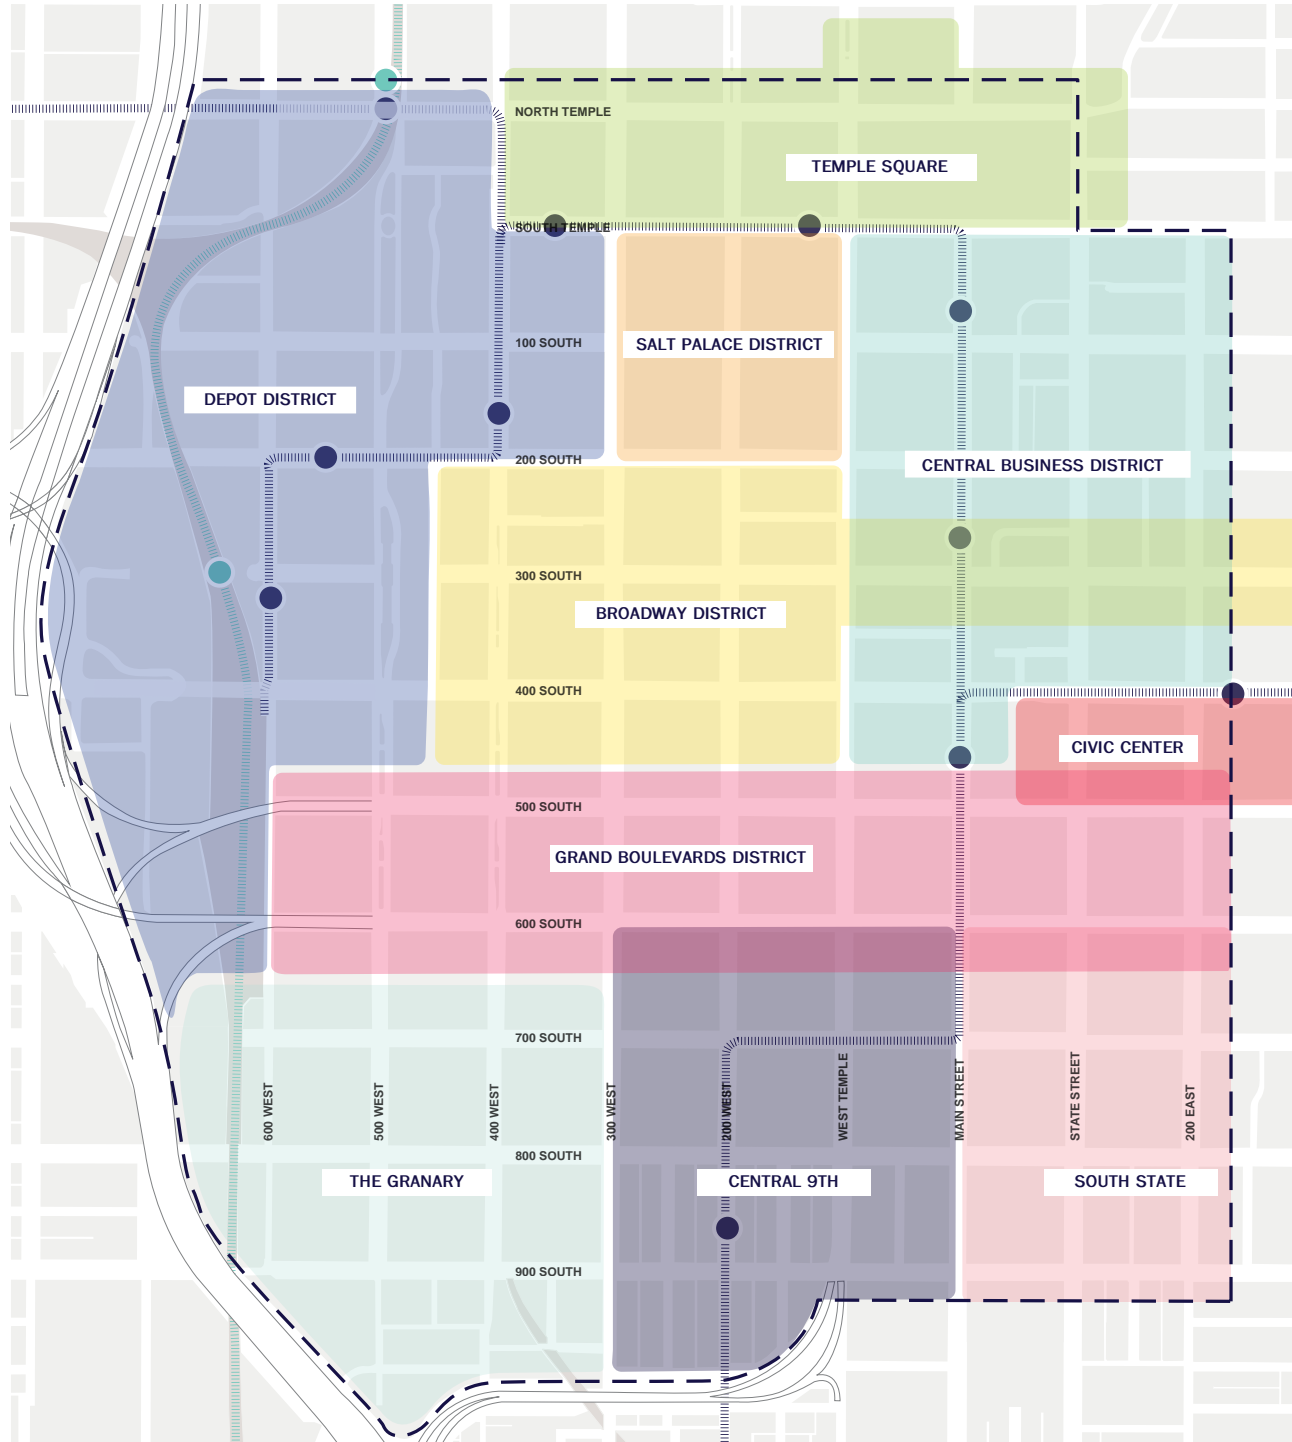 NORTH TEMPLE
TEMPLE SQUARE
SOUTH TEMPLE
100 SOUTH
SALT PALACE DISTRICT
DEPOT DISTRICT
200 SOUTH
CENTRAL BUSINESS DISTRICT
300 SOUTH
BROADWAY DISTRICT
400 SOUTH
CIVIC CENTER
500 SOUTH
GRAND BOULEVARDS DISTRICT
600 SOUTH
700 SOUTH
600 WEST
500 WEST
400 WEST
300 WEST
200 WEST
WEST TEMPLE
MAIN STREET
STATE STREET
200 EAST
800 SOUTH
THE GRANARY
CENTRAL 9TH
SOUTH STATE
900 SOUTH